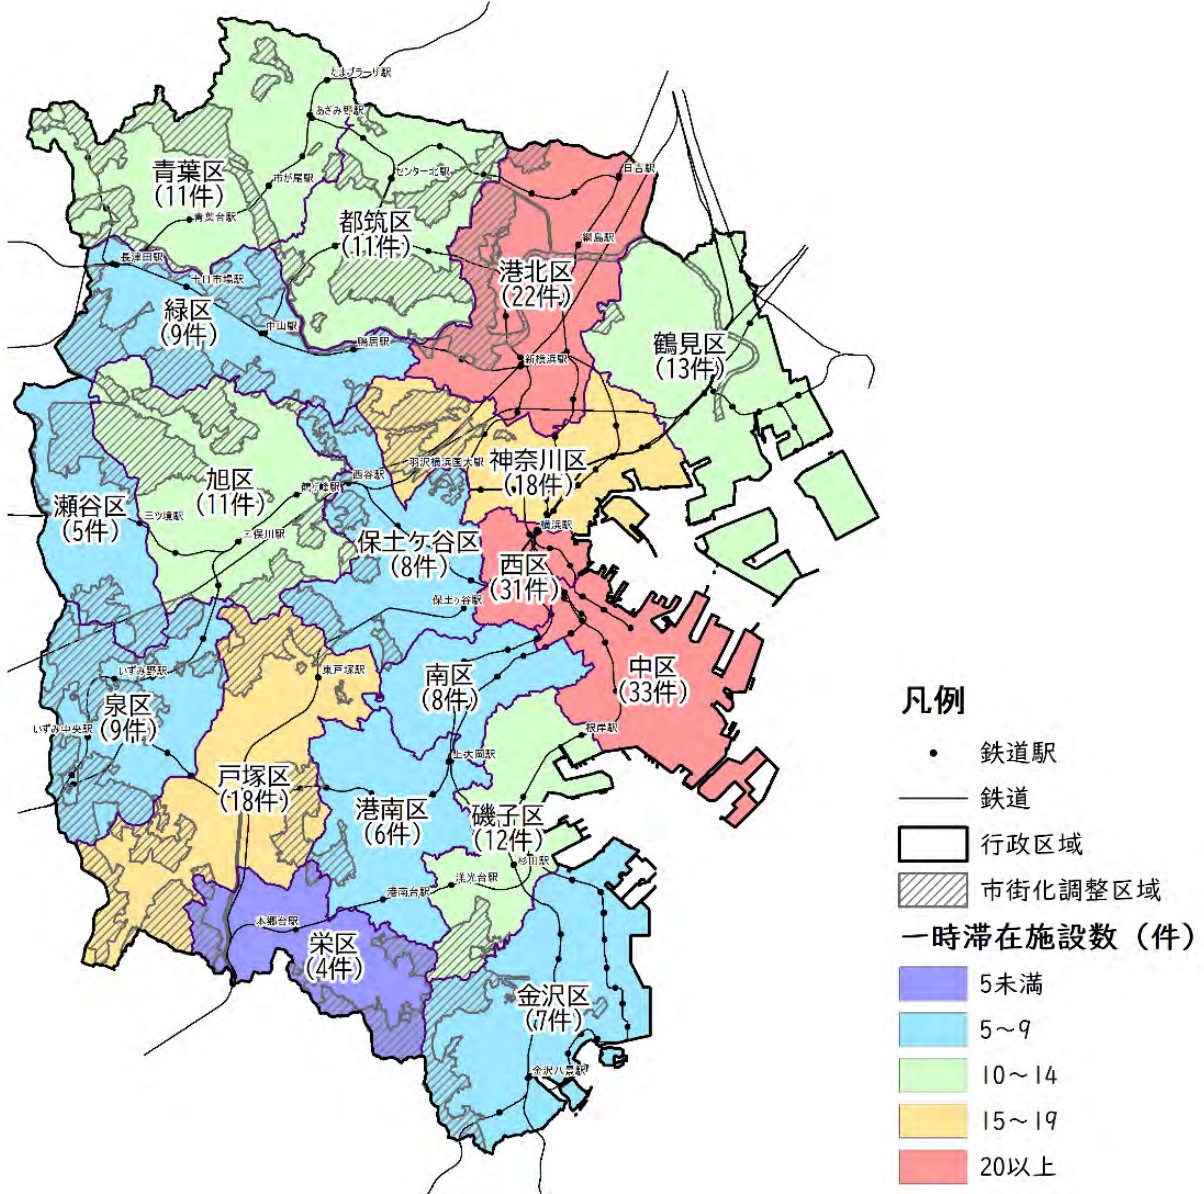 たまプラーザ駅
あざみ野駅
青葉区
(11件)
市が尾駅
センター北駅
日吉駅
青葉台駅
都筑区
(11件)
綱島駅
長津田駅
十日市場駅
港北区
(22件)
緑区
(9件)
中山駅
鴨居駅
新横浜駅
鶴見区
(13件)
旭区
(11件)
鶴ヶ峰駅
西谷駅
羽沢横浜国大駅
神奈川区
(18件)
瀬谷区
(5件)
三ツ境駅
二俣川駅
横浜駅
保土ケ谷区
(8件)
西区
(31件)
保土ヶ谷駅
いずみ野駅
東戸塚駅
南区
(8件)
中区
(33件)
泉区
(9件)
いずみ中央駅
根岸駅
上大岡駅
戸塚区
(18件)
港南区
(6件)
磯子区
(12件)
杉田駅
港南台駅
洋光台駅
本郷台駅
栄区
(4件)
金沢区
(7件)
金沢八景駅
凡例
鉄道駅
鉄道
行政区域
市街化調整区域
一時滞在施設数（件）
5未満
5～9
10～14
15～19
20以上